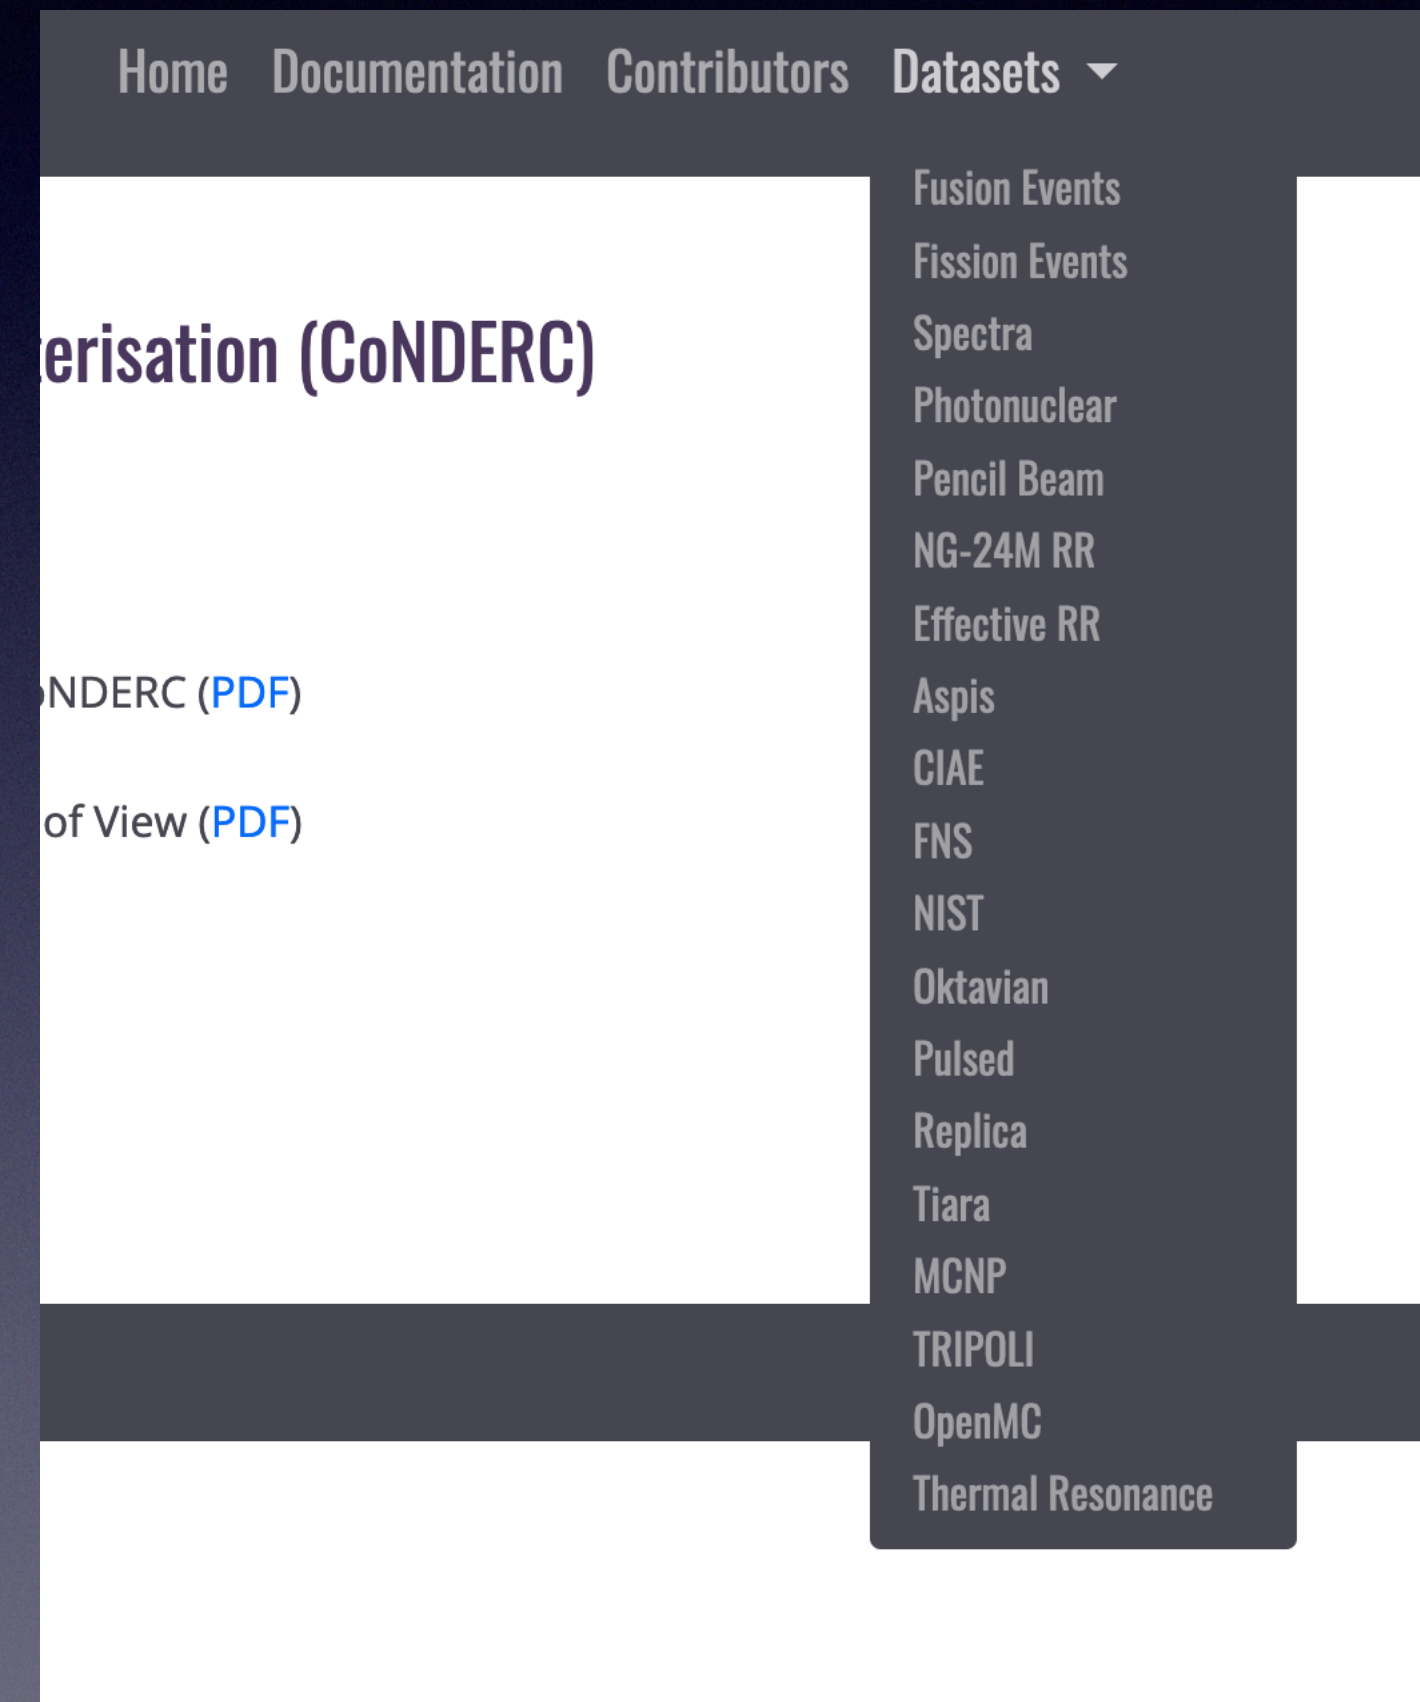 Home Documentation Contributors Datasets
Fusion Events
Fission Events
Spectra
Photonuclear
Pencil Beam
NG-24M RR
Effective RR
Aspis
CIAE
FNS
NIST
Oktavian
Pulsed
Replica
Tiara
MCNP
TRIPOLI
OpenMC
Thermal Resonance
erisation (CoNDERC)
NDERC (PDF)
of View (PDF)